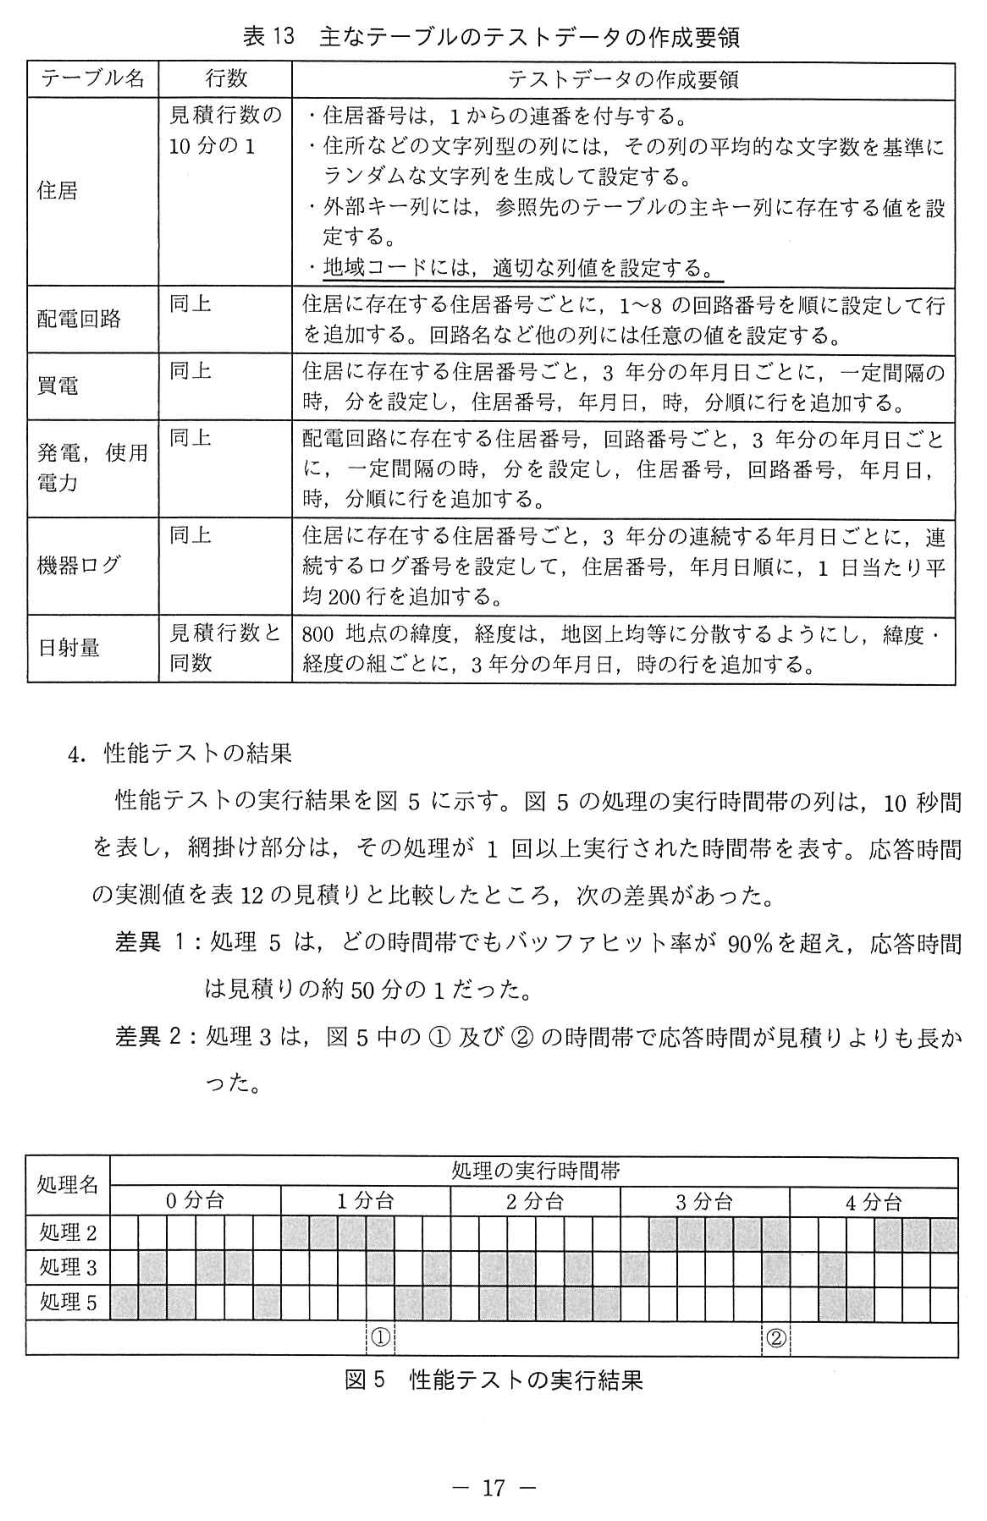 表 13　主なテーブルのテストデータの作成要領
テーブル名　行数　テストデータの作成要領
住居
見積行数の
10 分の 1
・住居番号は，1 からの連番を付与する。
・住所などの文字列型の列には，その列の平均的な文字数を基準に
ランダムな文字列を生成して設定する。
・外部キー列には，参照先のテーブルの主キー列に存在する値を設
定する。
・地域コードには，適切な列値を設定する。
配電回路
同上
住居に存在する住居番号ごとに，1～8 の回路番号を順に設定して行
を追加する。回路名など他の列には任意の値を設定する。
買電
同上
住居に存在する住居番号ごと，3 年分の年月日ごとに，一定間隔の
時，分を設定し，住居番号，年月日，時，分順に行を追加する。
発電，使用
電力
同上
配電回路に存在する住居番号，回路番号ごと，3 年分の年月日ごと
に，一定間隔の時，分を設定し，住居番号，回路番号，年月日，
時，分順に行を追加する。
機器ログ
同上
住居に存在する住居番号ごと，3 年分の連続する年月日ごとに，連
続するログ番号を設定して，住居番号，年月日順に，1 日当たり平
均 200 行を追加する。
日射量
見積行数と
同数
800 地点の緯度，経度は，地図上均等に分散するようにし，緯度・
経度の組ごとに，3 年分の年月日，時の行を追加する。
4．性能テストの結果
性能テストの実行結果を図 5 に示す。図 5 の処理の実行時間帯の列は，10 秒間
を表し，網掛け部分は，その処理が 1 回以上実行された時間帯を表す。応答時間
の実測値を表 12 の見積りと比較したところ，次の差異があった。
差異 1：処理 5 は，どの時間帯でもバッファヒット率が 90％を超え，応答時間
は見積りの約 50 分の 1 だった。
差異 2：処理 3 は，図 5 中の ① 及び ② の時間帯で応答時間が見積りよりも長か
った。
処理名　処理の実行時間帯
0 分台　1 分台　2 分台　3 分台　4 分台
処理 2
処理 3
処理 5
①　②
図 5　性能テストの実行結果
－ 17 －